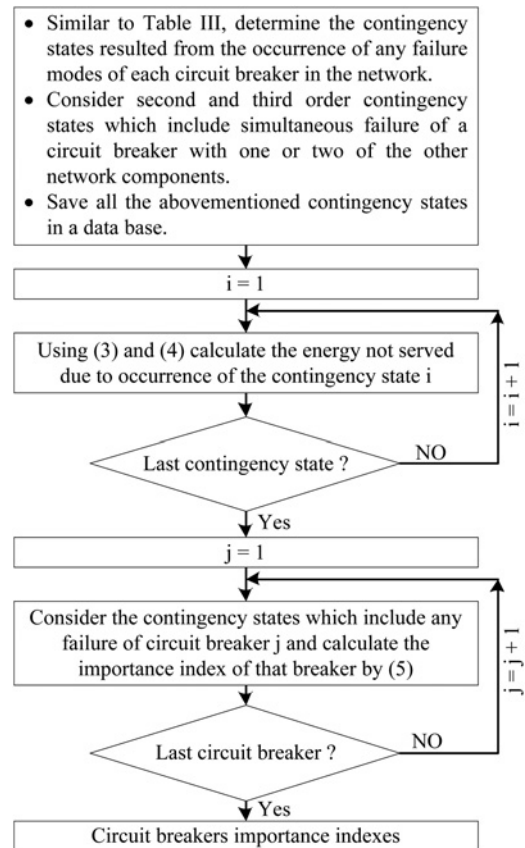 • Similar to Table III, determine the contingency
states resulted from the occurrence of any failure
modes of each circuit breaker in the network.
• Consider second and third order contingency
states which include simultaneous failure of a
circuit breaker with one or two of the other
network components.
• Save all the abovementioned contingency states
in a data base.
i = 1
Using (3) and (4) calculate the energy not served
due to occurrence of the contingency state i
i = i + 1
Last contingency state ?
NO
Yes
j = 1
Consider the contingency states which include any
failure of circuit breaker j and calculate the
importance index of that breaker by (5)
j = j + 1
Last circuit breaker ?
NO
Yes
Circuit breakers importance indexes